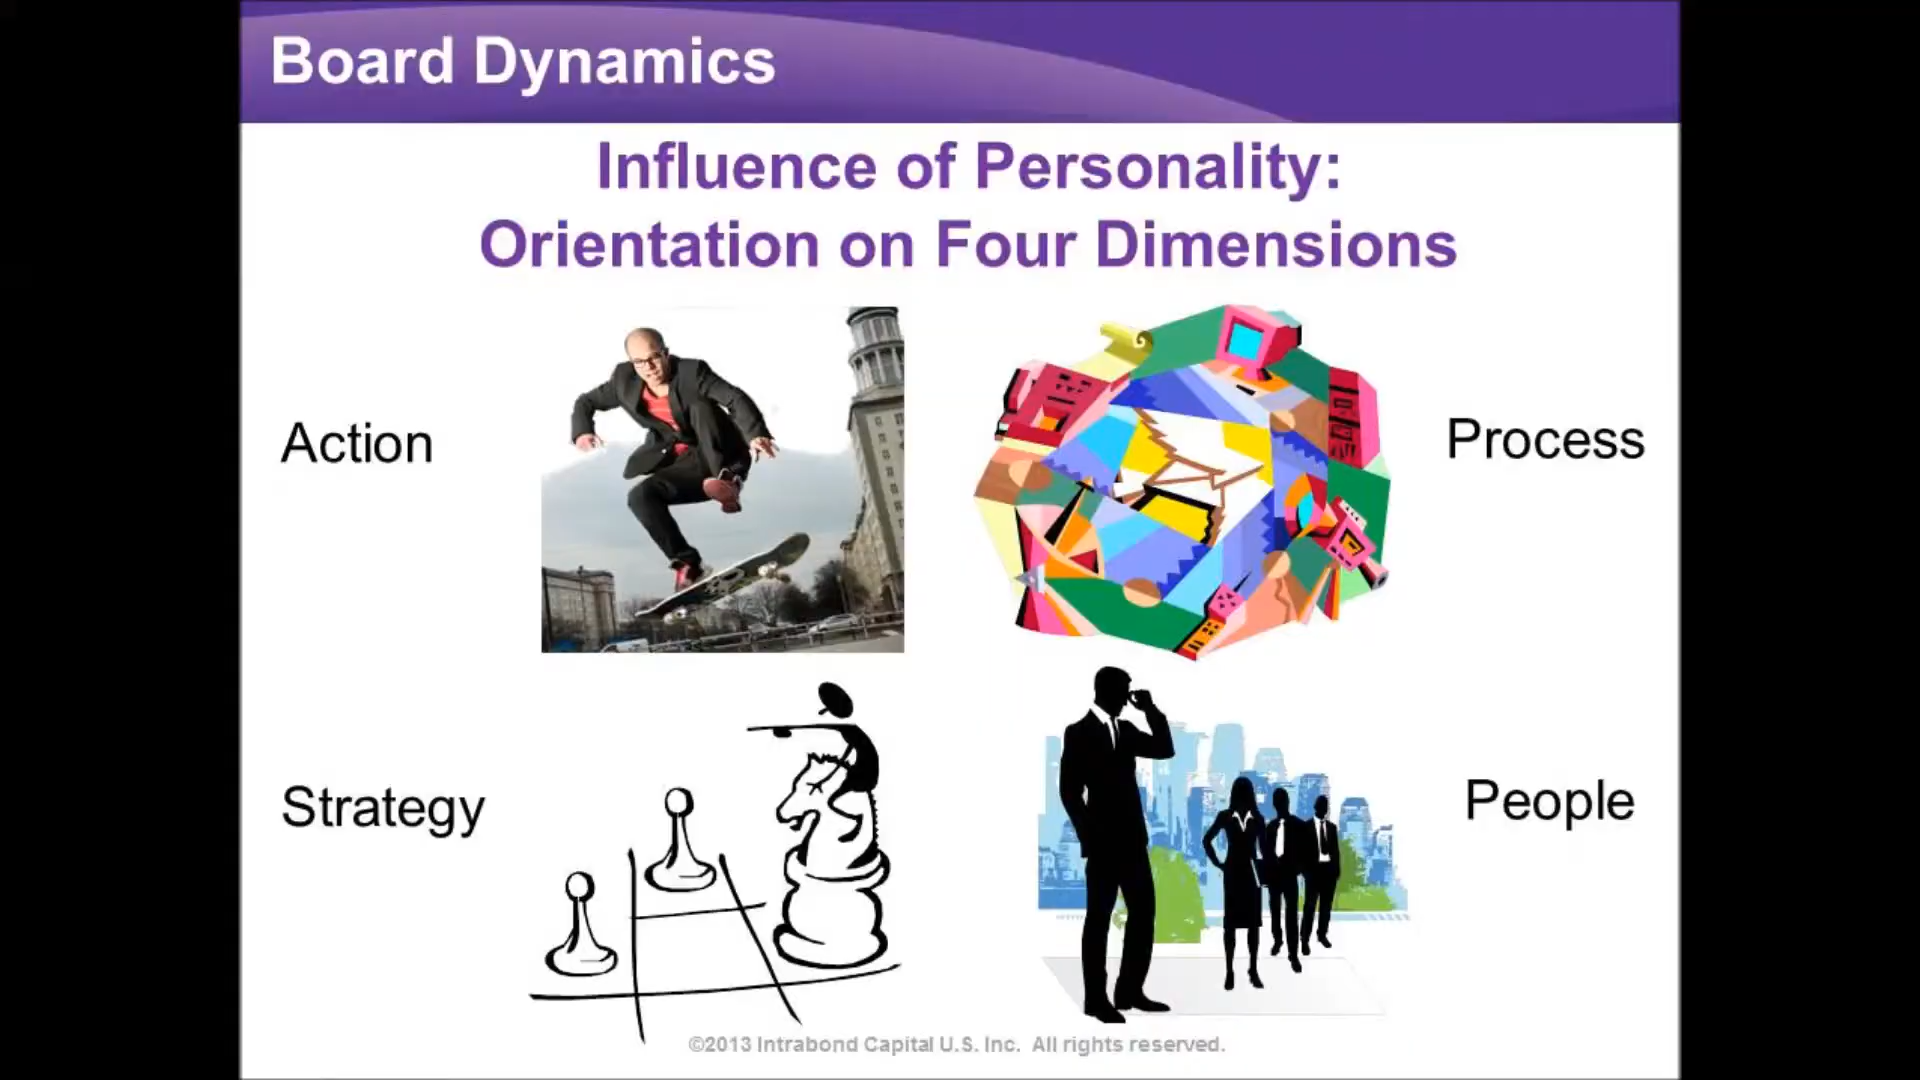 Board Dynamics
Influence of Personality:
Orientation on Four Dimensions
Action
Process
Strategy
People
©2013 Intrabond Capital U.S. Inc. All rights reserved.